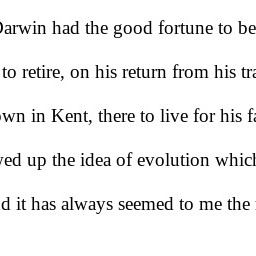 Darwin had the good fortune to be
to retire, on his return from his tra
own in Kent, there to live for his fa
wed up the idea of evolution which
d it has always seemed to me the